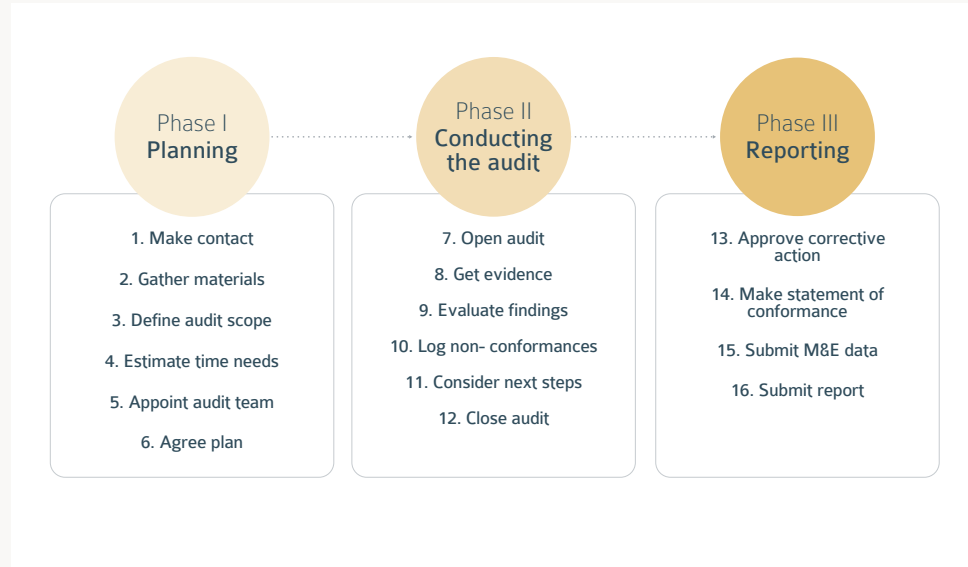 Phase I
Planning
1. Make contact
2. Gather materials
3. Define audit scope
4. Estimate time needs
5. Appoint audit team
6. Agree plan
Phase II
Conducting
the audit
7. Open audit
8. Get evidence
9. Evaluate findings
10. Log non- conformances
11. Consider next steps
12. Close audit
Phase III
Reporting
13. Approve corrective
action
14. Make statement of
conformance
15. Submit M&E data
16. Submit report